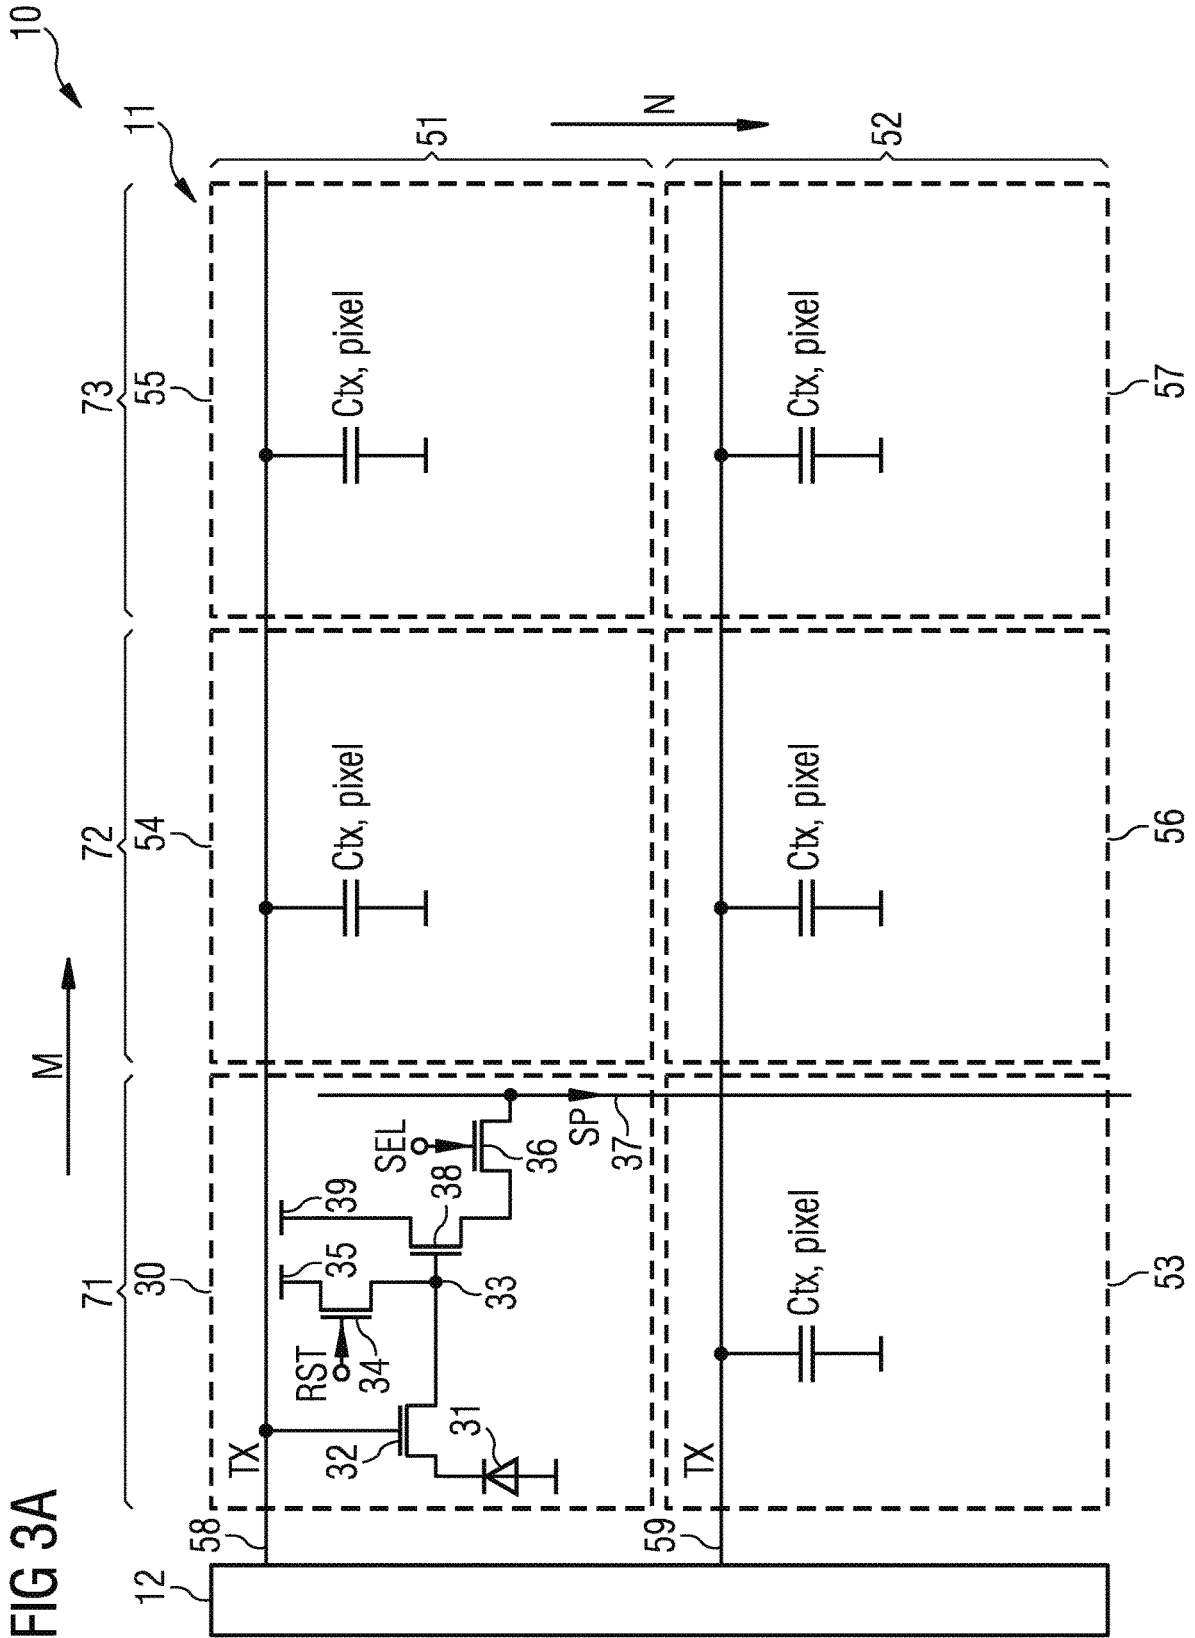 FIG 3A
10
M
11
71
72
73
30
54
55
12
58
TX
RST
34
35
39
SEL
38
36
33
32
31
SP
37
Ctx, pixel
Ctx, pixel
51
N
59
TX
Ctx, pixel
Ctx, pixel
Ctx, pixel
52
53
56
57